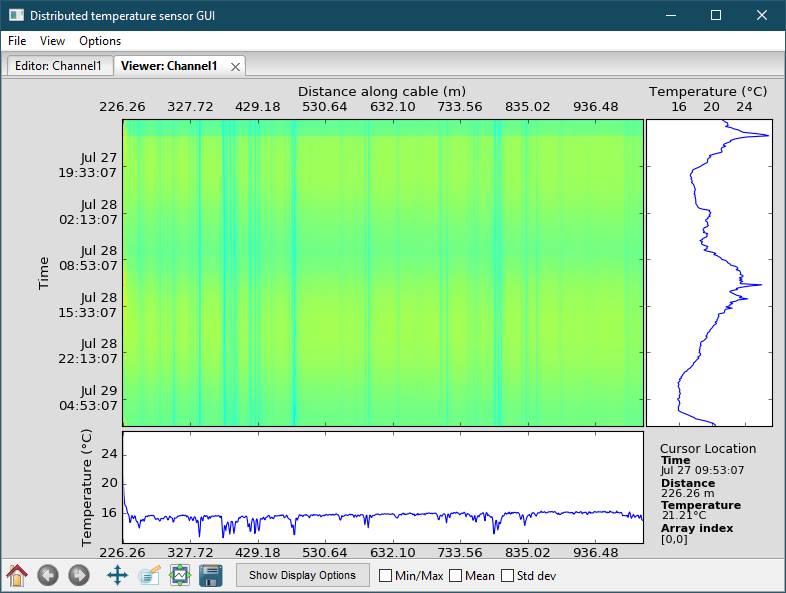 Distributed temperature sensor GUI
File View Options
Editor: Channel1 Viewer: Channel1
Distance along cable (m) Temperature (°C)
226.26 327.72 429.18 530.64 632.10 733.56 835.02 936.48 16 20 24
Jul 27
19:33:07
Jul 28
02:13:07
Jul 28
08:53:07
Time
Jul 28
15:33:07
Jul 28
22:13:07
Jul 29
04:53:07
Temperature (°C)
24
20
16
226.26 327.72 429.18 530.64 632.10 733.56 835.02 936.48
Cursor Location
Time
Jul 27 09:53:07
Distance
226.26 m
Temperature
21.21°C
Array index
[0,0]
Show Display Options Min/Max Mean Std dev